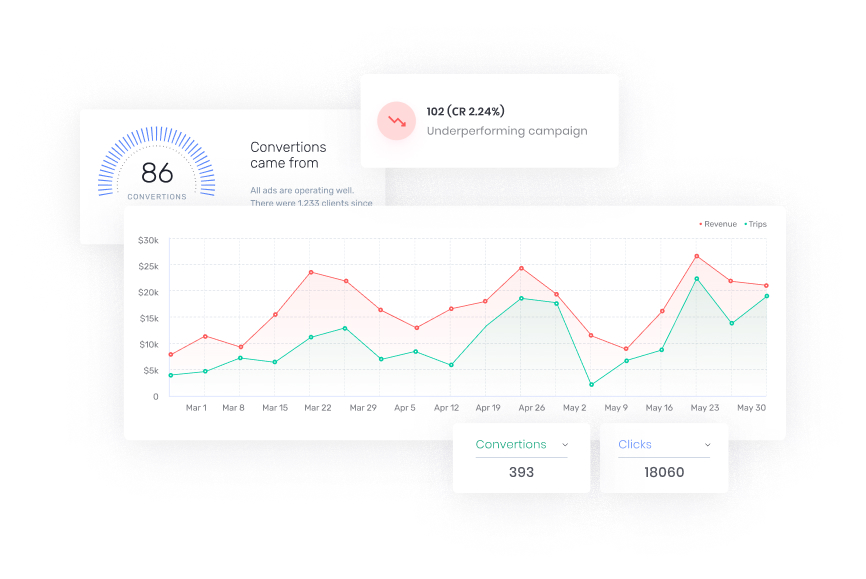 102 (CR 2.24%)
Underperforming campaign
86
CONVERTIONS
Convertions
came from
All ads are operating well.
There were 1,233 clients since
Revenue Trips
$30k
$25k
$20k
$15k
$10k
$5k
0
Mar 1 Mar 8 Mar 15 Mar 22 Mar 29 Apr 5 Apr 12 Apr 19 Apr 26 May 2 May 9 May 16 May 23 May 30
Convertions
393
Clicks
18060